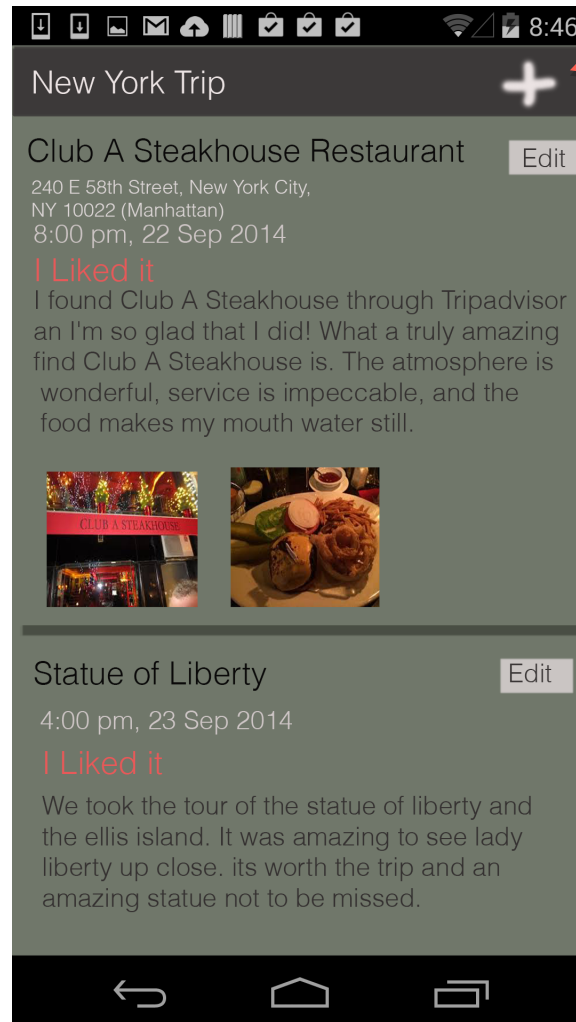 8:46
New York Trip
Club A Steakhouse Restaurant
Edit
240 E 58th Street, New York City,
NY 10022 (Manhattan)
8:00 pm, 22 Sep 2014
I Liked it
I found Club A Steakhouse through Tripadvisor
an I'm so glad that I did! What a truly amazing
find Club A Steakhouse is. The atmosphere is
wonderful, service is impeccable, and the
food makes my mouth water still.
CLUB A STEAKHOUSE
Statue of Liberty
Edit
4:00 pm, 23 Sep 2014
I Liked it
We took the tour of the statue of liberty and
the ellis island. It was amazing to see lady
liberty up close. its worth the trip and an
amazing statue not to be missed.